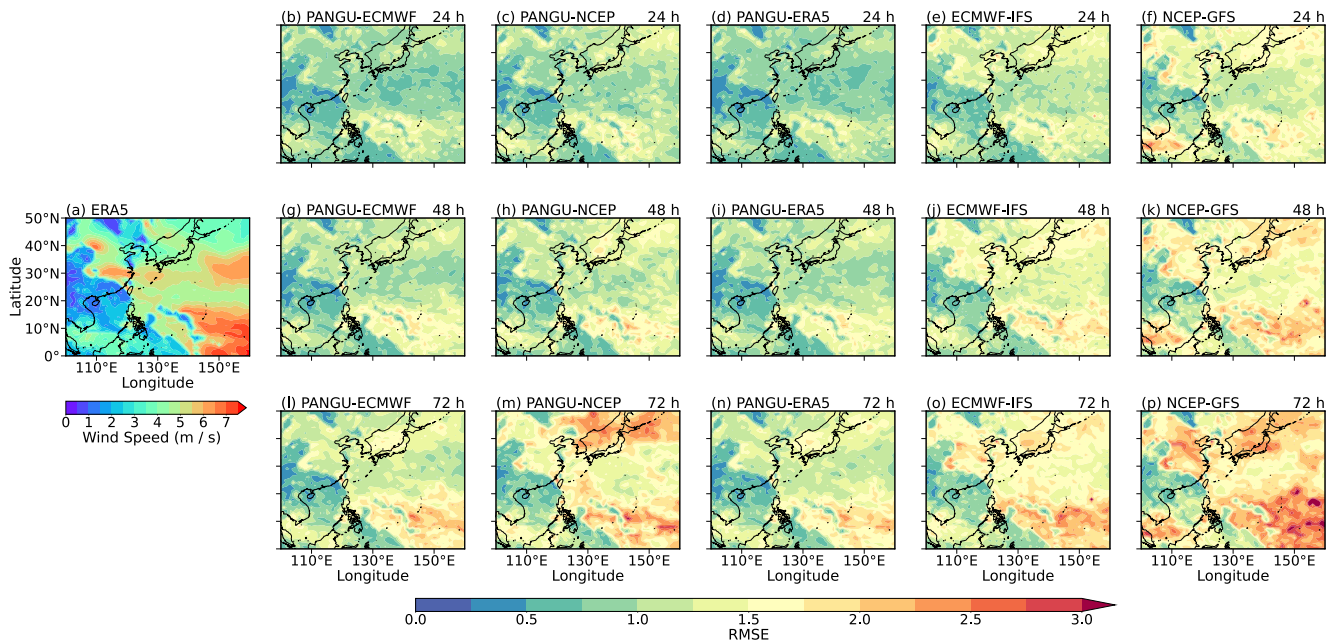 (b) PANGU-ECMWF 24 h
(c) PANGU-NCEP 24 h
(d) PANGU-ERA5 24 h
(e) ECMWF-IFS 24 h
(f) NCEP-GFS 24 h
(a) ERA5
50°N
40°N
30°N
20°N
10°N
0°
Latitude
110°E 130°E 150°E
Longitude
0 1 2 3 4 5 6 7
Wind Speed (m / s)
(g) PANGU-ECMWF 48 h
(h) PANGU-NCEP 48 h
(i) PANGU-ERA5 48 h
(j) ECMWF-IFS 48 h
(k) NCEP-GFS 48 h
(l) PANGU-ECMWF 72 h
(m) PANGU-NCEP 72 h
(n) PANGU-ERA5 72 h
(o) ECMWF-IFS 72 h
(p) NCEP-GFS 72 h
110°E 130°E 150°E
Longitude
110°E 130°E 150°E
Longitude
110°E 130°E 150°E
Longitude
110°E 130°E 150°E
Longitude
110°E 130°E 150°E
Longitude
0.0 0.5 1.0 1.5 2.0 2.5 3.0
RMSE